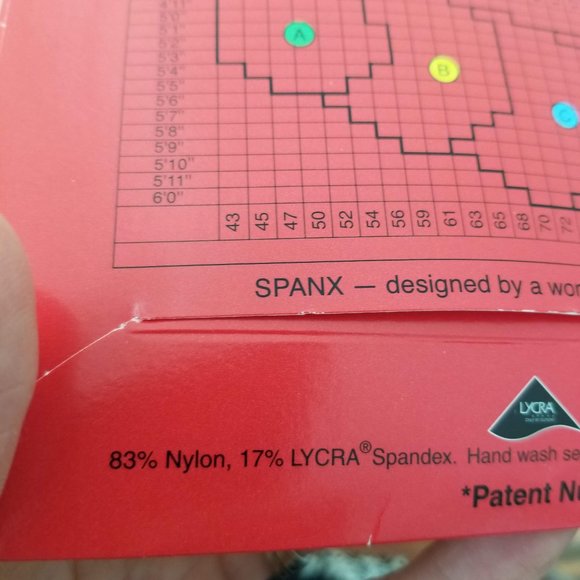 4'11"
5'0"
5'1"
5'2"
5'3"
5'4"
5'5"
5'6"
5'7"
5'8"
5'9"
5'10"
5'11"
6'0"
A
B
C
43 45 47 50 52 54 56 59 61 63 65 68 70 72
SPANX — designed by a
LYCRA
83% Nylon, 17% LYCRA® Spandex. Hand wash
*Patent